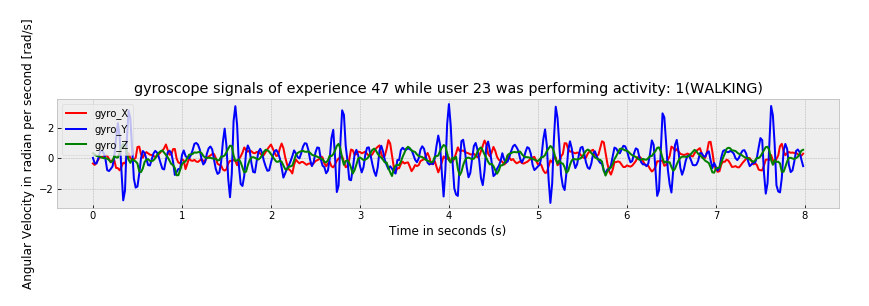 gyroscope signals of experience 47 while user 23 was performing activity: 1(WALKING)
Angular Velocity in radian per second [rad/s]
gyro_X
gyro_Y
gyro_Z
2
0
−2
0 1 2 3 4 5 6 7 8
Time in seconds (s)